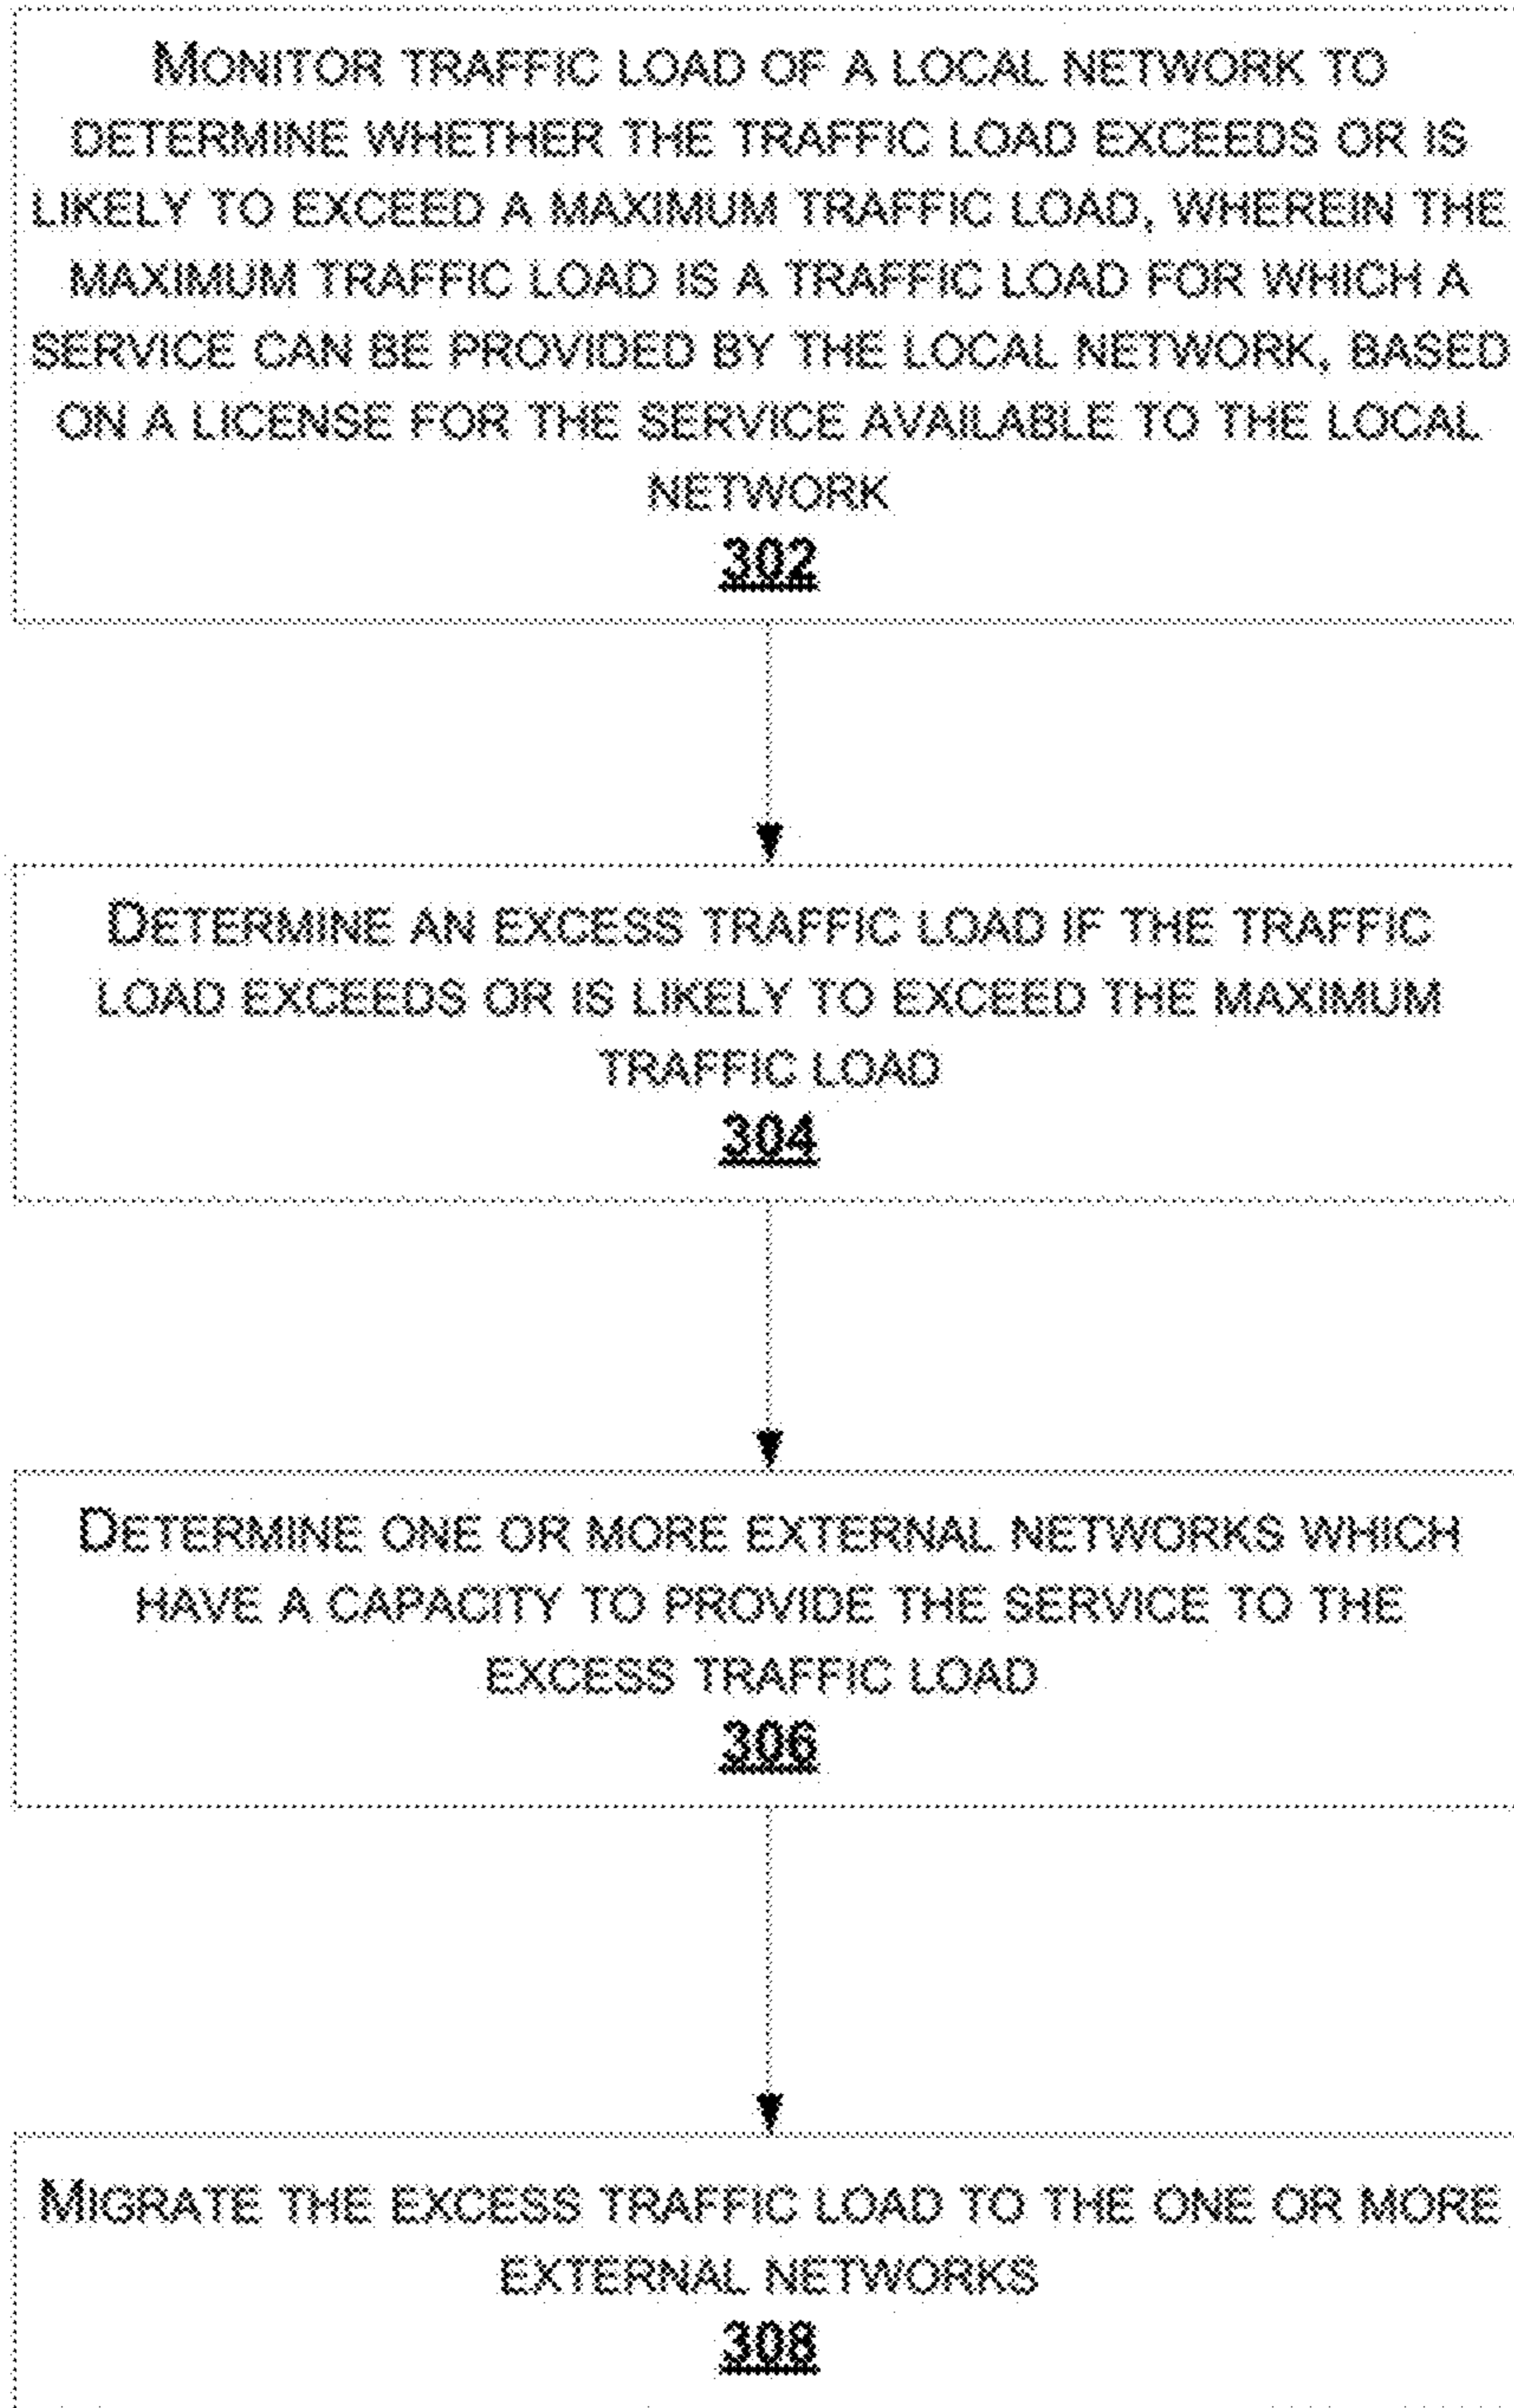 MONITOR TRAFFIC LOAD OF A LOCAL NETWORK TO
DETERMINE WHETHER THE TRAFFIC LOAD EXCEEDS OR IS
LIKELY TO EXCEED A MAXIMUM TRAFFIC LOAD, WHEREIN THE
MAXIMUM TRAFFIC LOAD IS A TRAFFIC LOAD FOR WHICH A
SERVICE CAN BE PROVIDED BY THE LOCAL NETWORK, BASED
ON A LICENSE FOR THE SERVICE AVAILABLE TO THE LOCAL
NETWORK
302
DETERMINE AN EXCESS TRAFFIC LOAD IF THE TRAFFIC
LOAD EXCEEDS OR IS LIKELY TO EXCEED THE MAXIMUM
TRAFFIC LOAD
304
DETERMINE ONE OR MORE EXTERNAL NETWORKS WHICH
HAVE A CAPACITY TO PROVIDE THE SERVICE TO THE
EXCESS TRAFFIC LOAD
306
MIGRATE THE EXCESS TRAFFIC LOAD TO THE ONE OR MORE
EXTERNAL NETWORKS
308